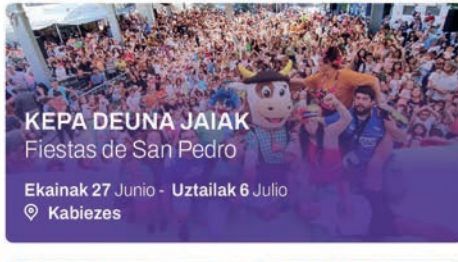 KEPA DEUNA JAIAK
Fiestas de San Pedro
Ekainak 27 Junio - Uztailak 6 Julio
Kabiezes